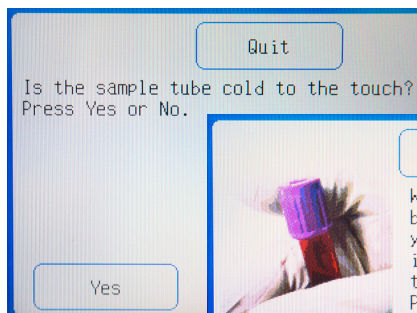 Quit
Is the sample tube cold to the touch?
Press Yes or No.
Yes